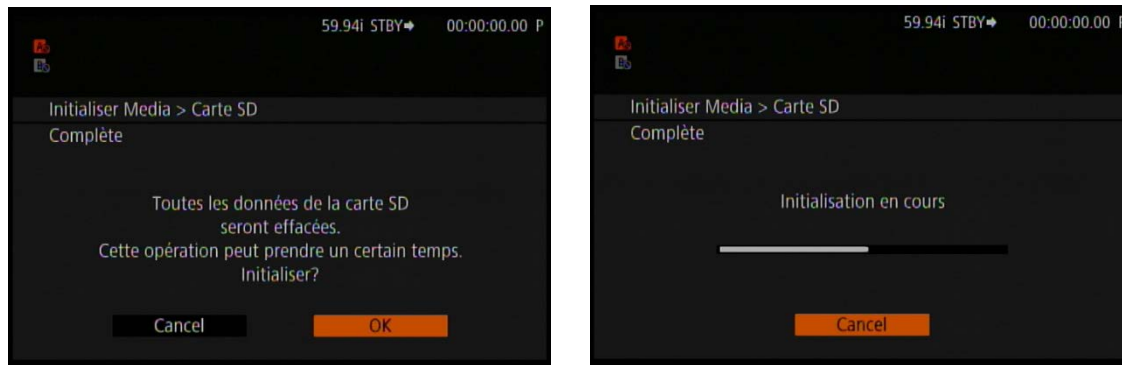 59.94i STBY➡ 00:00:00.00 P
A
B
Initialiser Media > Carte SD
Complète
Toutes les données de la carte SD
seront effacées.
Cette opération peut prendre un certain temps.
Initialiser?
Cancel OK
59.94i STBY➡ 00:00:00.00 P
A
B
Initialiser Media > Carte SD
Complète
Initialisation en cours
Cancel